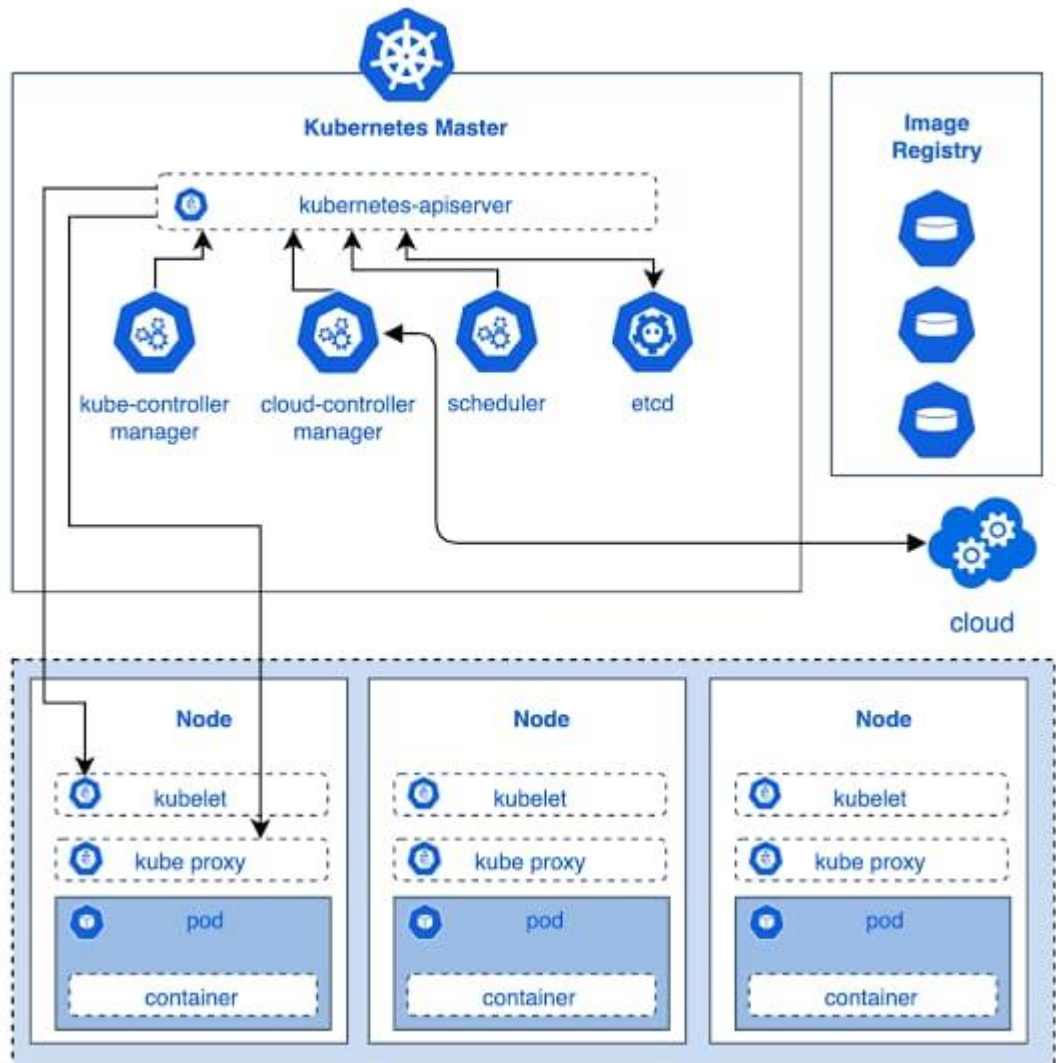 Kubernetes Master
kubernetes-apiserver
kube-controller
manager
cloud-controller
manager
scheduler
etcd
Image
Registry
cloud
Node
kubelet
kube proxy
pod
container
Node
kubelet
kube proxy
pod
container
Node
kubelet
kube proxy
pod
container